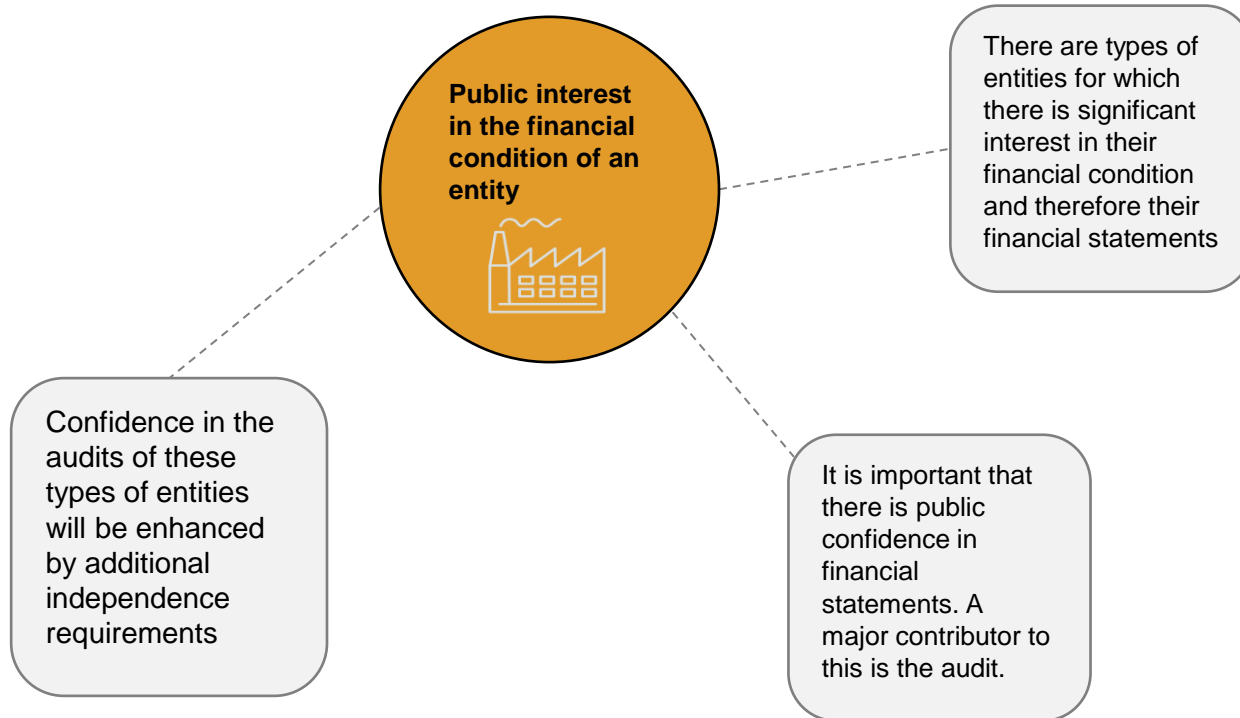 Public interest
in the financial
condition of an
entity
There are types of
entities for which
there is significant
interest in their
financial condition
and therefore their
financial statements
It is important that
there is public
confidence in
financial
statements. A
major contributor to
this is the audit.
Confidence in the
audits of these
types of entities
will be enhanced
by additional
independence
requirements